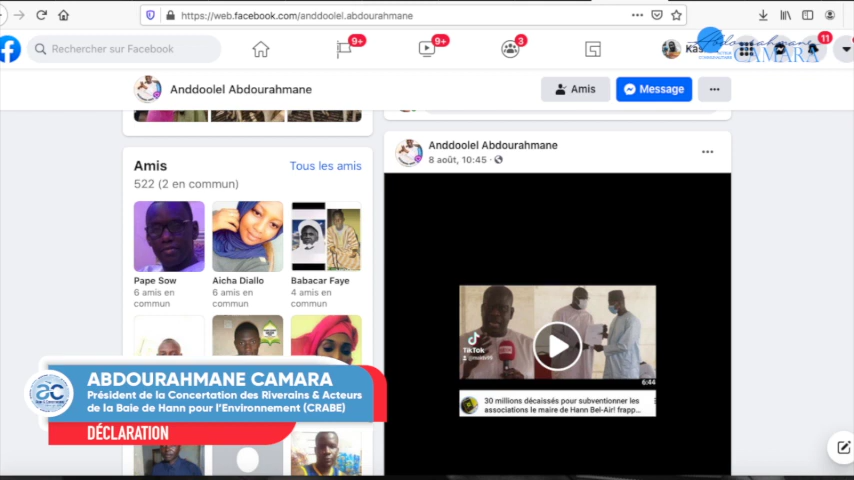 https://web.facebook.com/anddoolel.abdourahmane
Rechercher sur Facebook
9+
9+
3
11
Kas
Abdourahmane
CAMARA
Anddoolel Abdourahmane
Amis
Message
Amis
Tous les amis
522 (2 en commun)
Pape Sow
6 amis en
commun
Aicha Diallo
6 amis en
commun
Babacar Faye
4 amis en
commun
Anddoolel Abdourahmane
8 août, 10:45
TikTok
6:44
30 millions décaissés pour subventionner les
associations le maire de Hann Bel-Air! frapp...
ac
ABDOURAHMANE CAMARA
Président de la Concertation des Riverains & Acteurs
de la Baie de Hann pour l'Environnement (CRABE)
DÉCLARATION